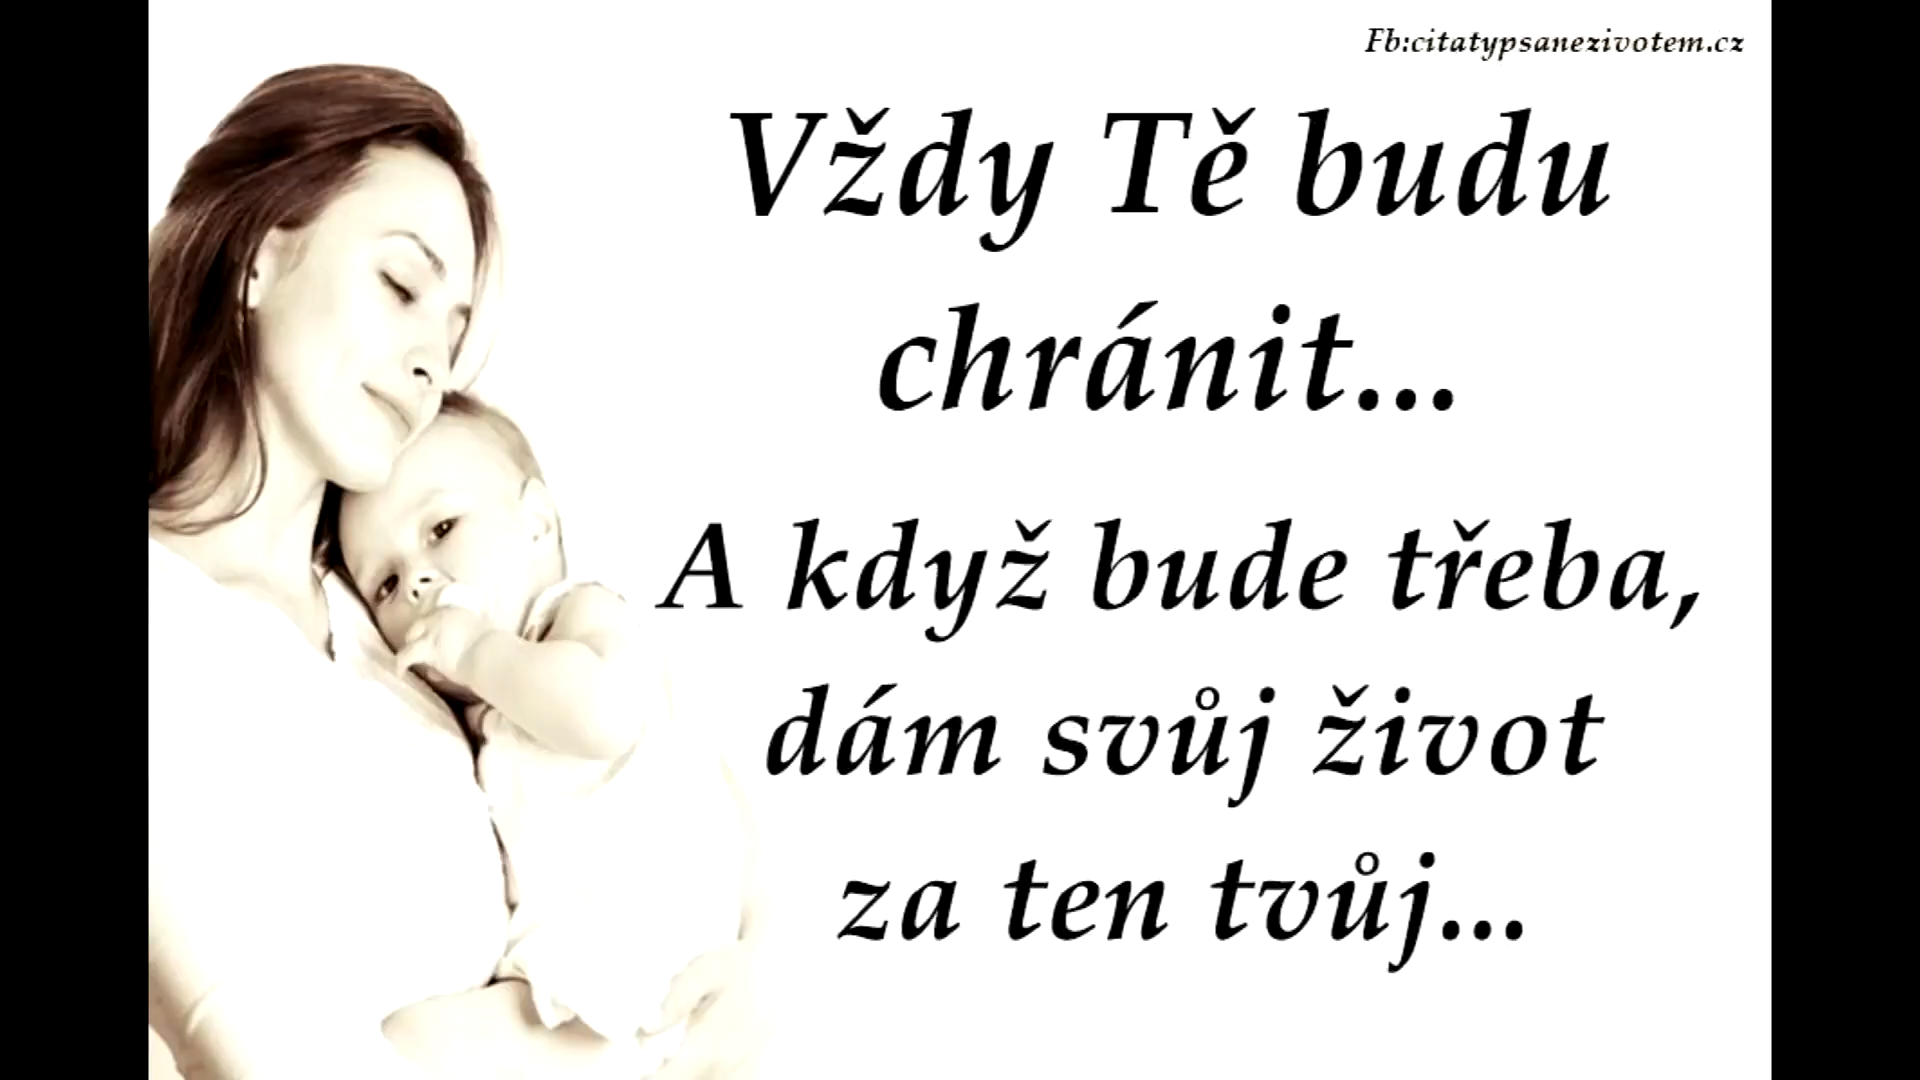 Fb:citatypsanezivotem.cz
Vždy Tě budu
chránit...
A když bude třeba,
dám svůj život
za ten tvůj...